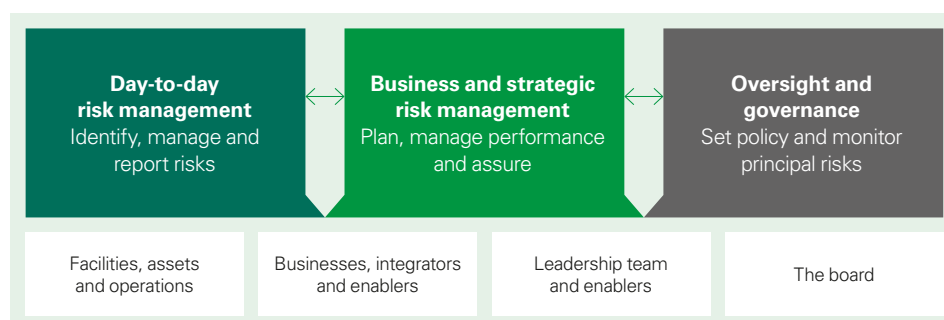 Day-to-day
risk management
Identify, manage and
report risks
Business and strategic
risk management
Plan, manage performance
and assure
Oversight and
governance
Set policy and monitor
principal risks
Facilities, assets
and operations
Businesses, integrators
and enablers
Leadership team
and enablers
The board